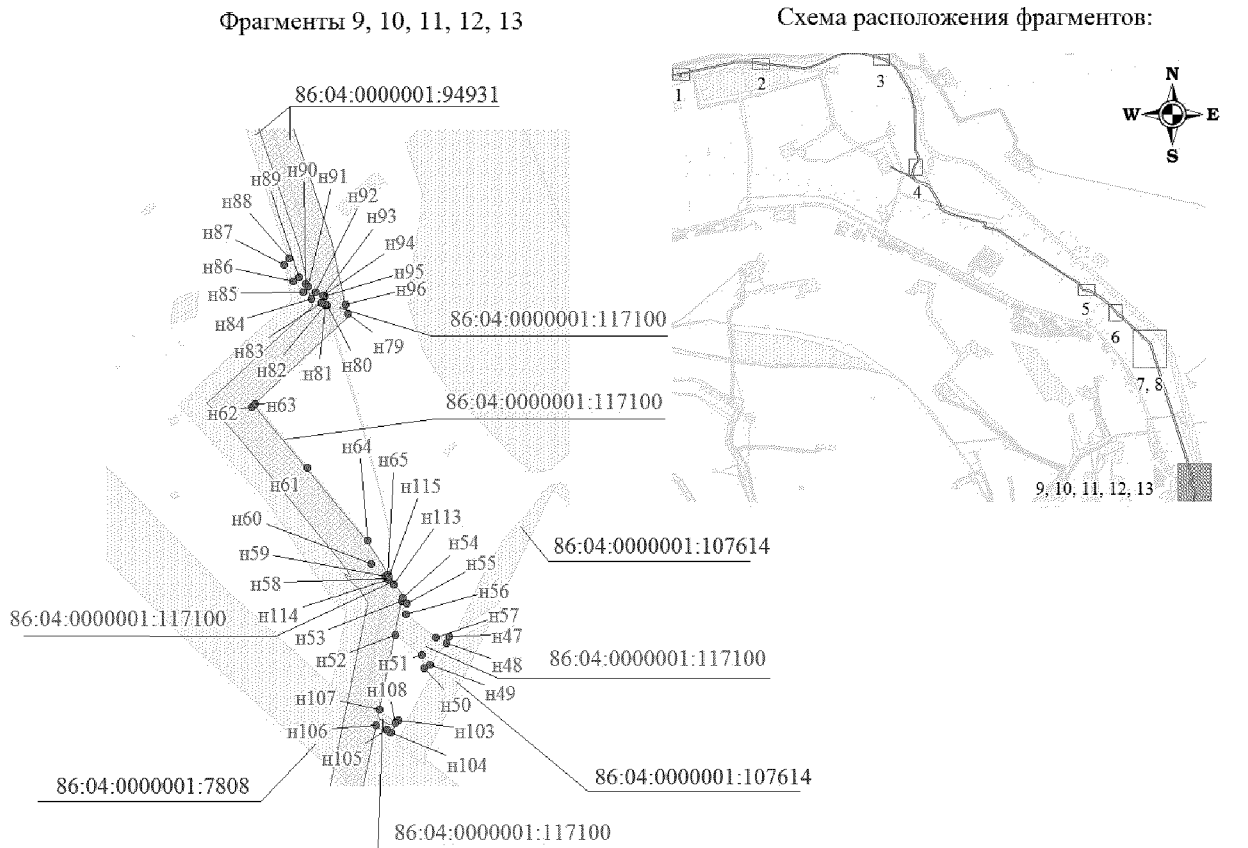 Фрагменты 9, 10, 11, 12, 13
Схема расположения фрагментов:
86:04:0000001:94931
н90
н89
н91
н88
н92
н87
н93
н94
н86
н95
н85
н96
н84
86:04:0000001:117100
н83
н79
н82
н81
н80
н62
н63
86:04:0000001:117100
н64
н65
н61
н115
н113
н60
н54
н59
н55
86:04:0000001:107614
н58
н56
н114
н57
86:04:0000001:117100
н53
н47
н52
н51
н48
86:04:0000001:117100
н108
н49
н107
н50
н106
н103
н105
н104
86:04:0000001:7808
86:04:0000001:107614
86:04:0000001:117100
1
2
3
N
W
E
S
4
5
6
7, 8
9, 10, 11, 12, 13